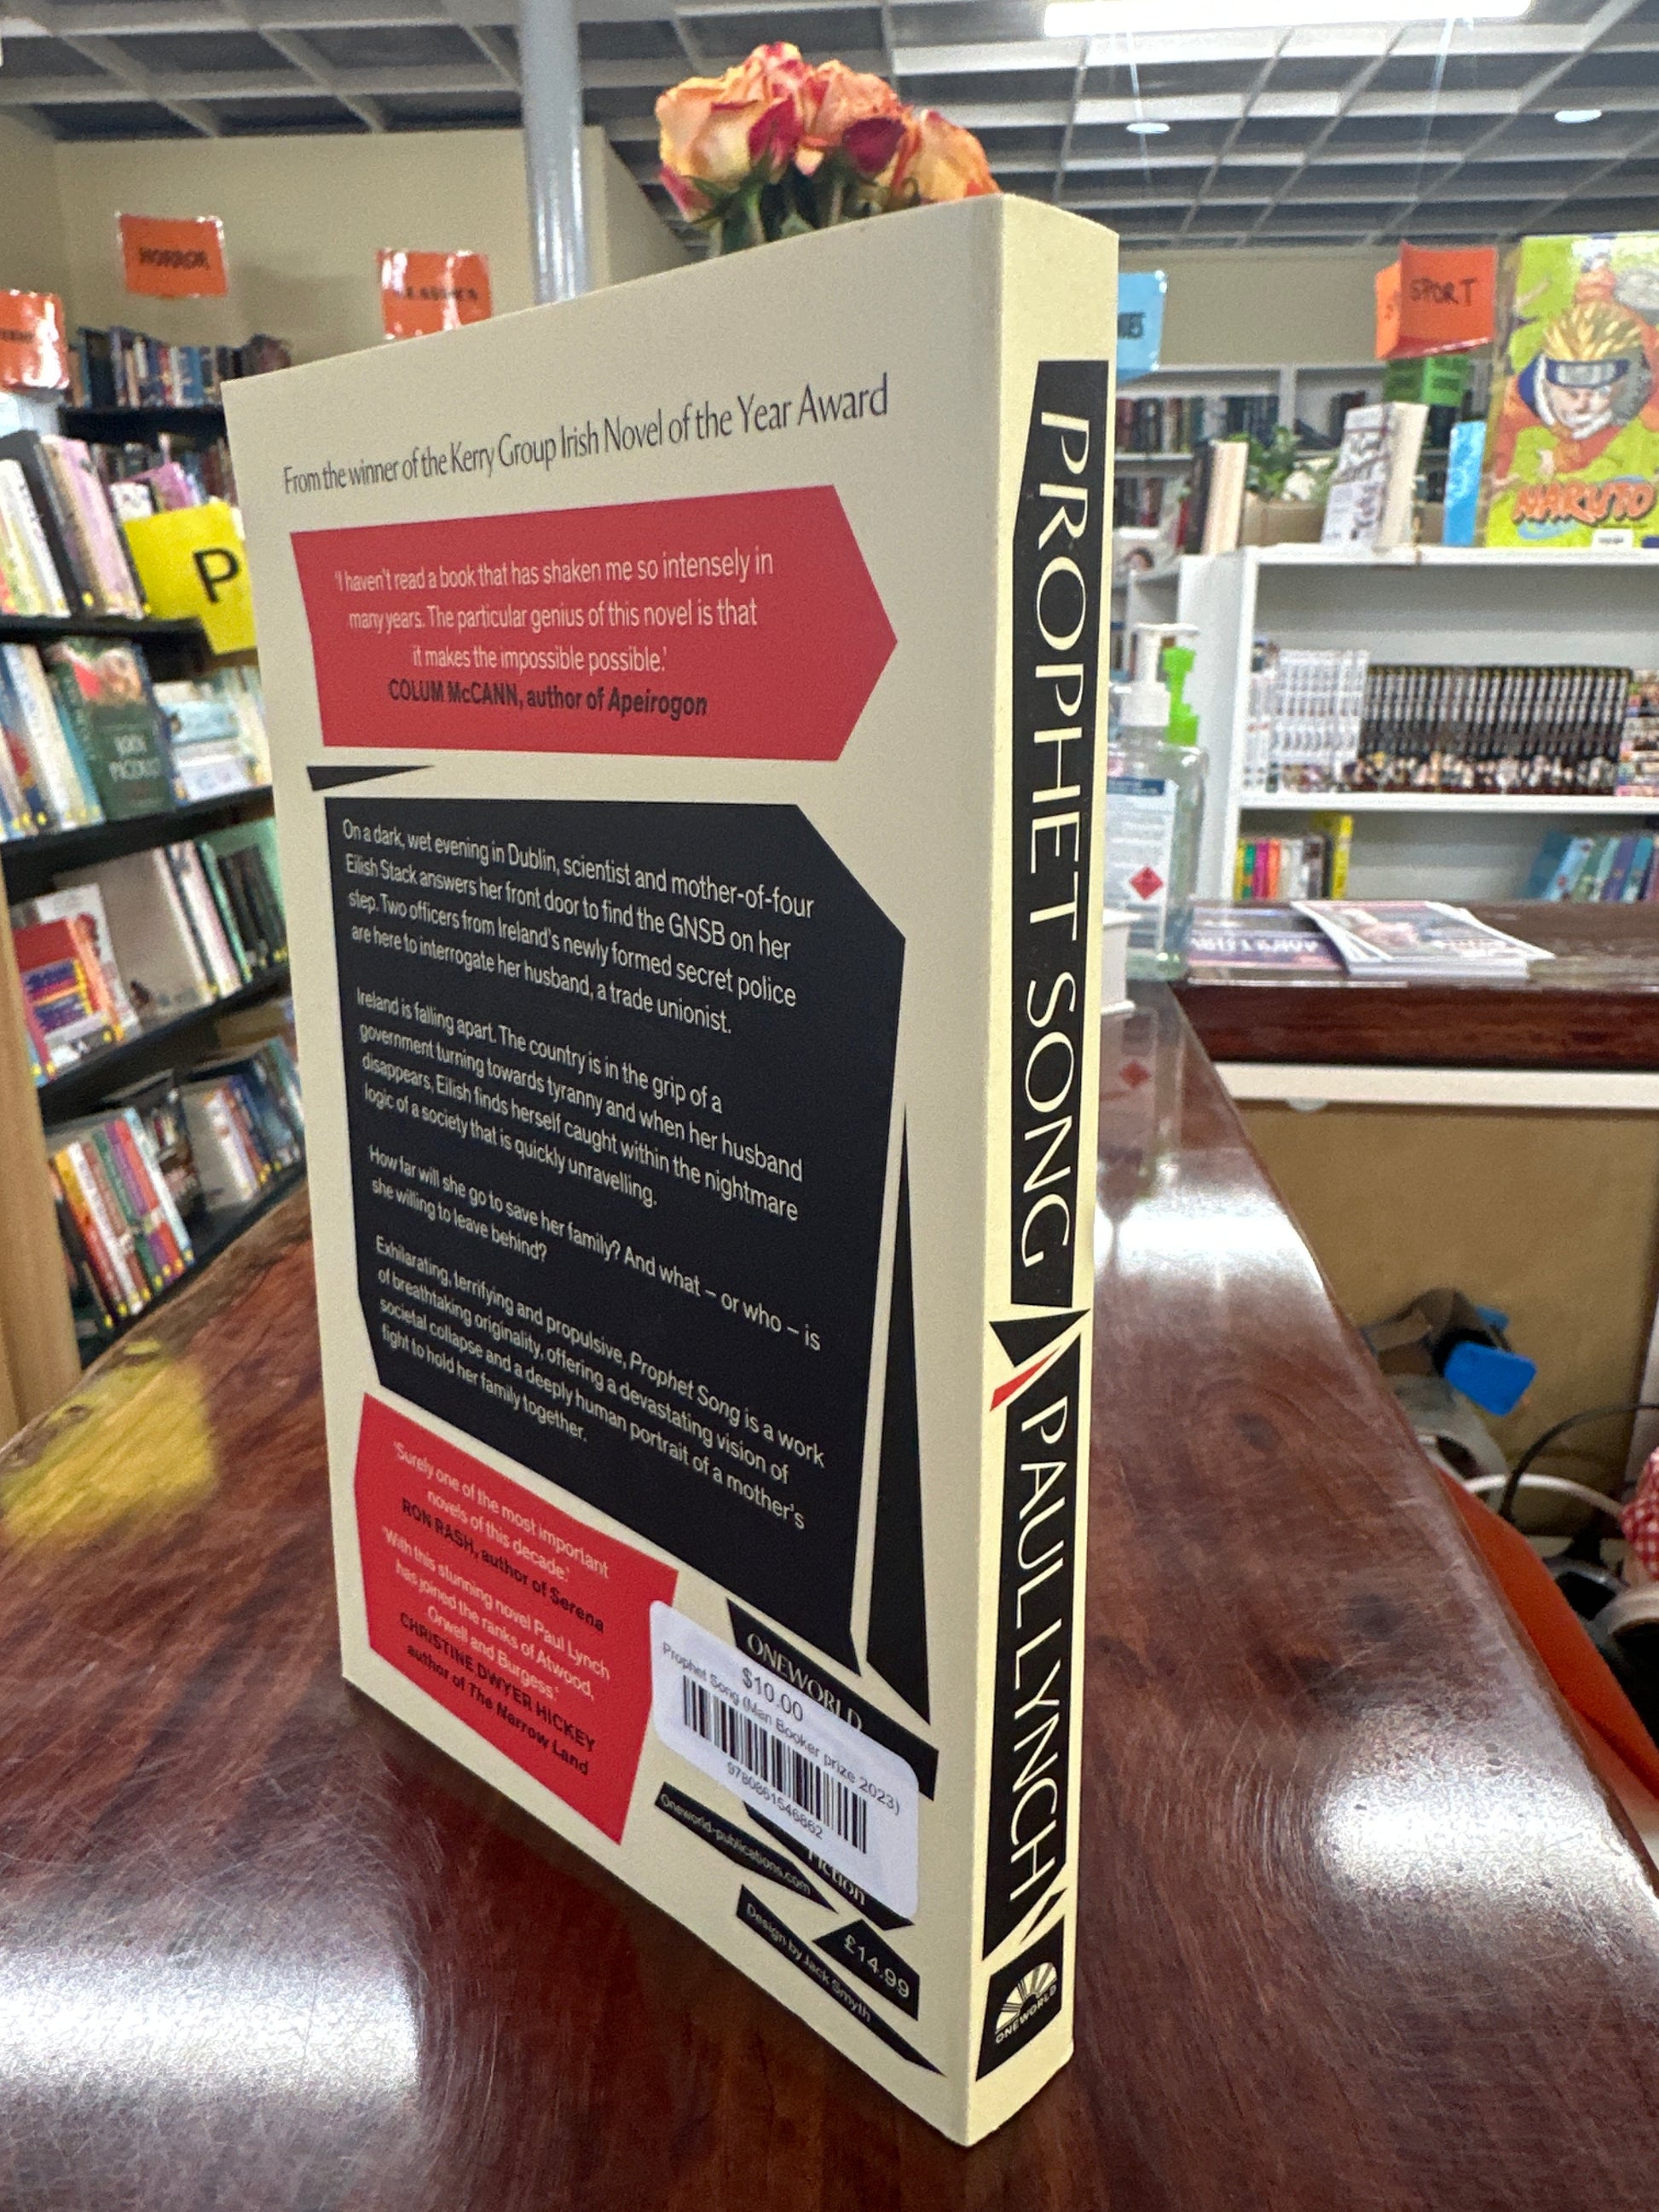 HORROR
CLASSICS
SPORT
NARUTO
P
From the winner of the Kerry Group Irish Novel of the Year Award
'I haven't read a book that has shaken me so intensely in
many years. The particular genius of this novel is that
it makes the impossible possible.'
COLUM McCANN, author of Apeirogon
On a dark, wet evening in Dublin, scientist and mother-of-four
Eilish Stack answers her front door to find the GNSB on her
step. Two officers from Ireland's newly formed secret police
are here to interrogate her husband, a trade unionist.
Ireland is falling apart. The country is in the grip of a
government turning towards tyranny and when her husband
disappears, Eilish finds herself caught within the nightmare
logic of a society that is quickly unravelling.
How far will she go to save her family? And what – or who – is
she willing to leave behind?
Exhilarating, terrifying and propulsive, Prophet Song is a work
of breathtaking originality, offering a devastating vision of
societal collapse and a deeply human portrait of a mother's
fight to hold her family together.
'Surely one of the most important
novels of this decade.'
RON RASH, author of Serena
'With this stunning novel Paul Lynch
has joined the ranks of Atwood,
Orwell and Burgess.'
CHRISTINE DWYER HICKEY
author of The Narrow Land
ONEWORLD
$10.00
Prophet Song (Man Booker prize 2023)
9780861546862
Fiction
Oneworld-publications.com
£14.99
Design by Jack Smyth
PROPHET SONG
PAUL LYNCH
ONEWORLD